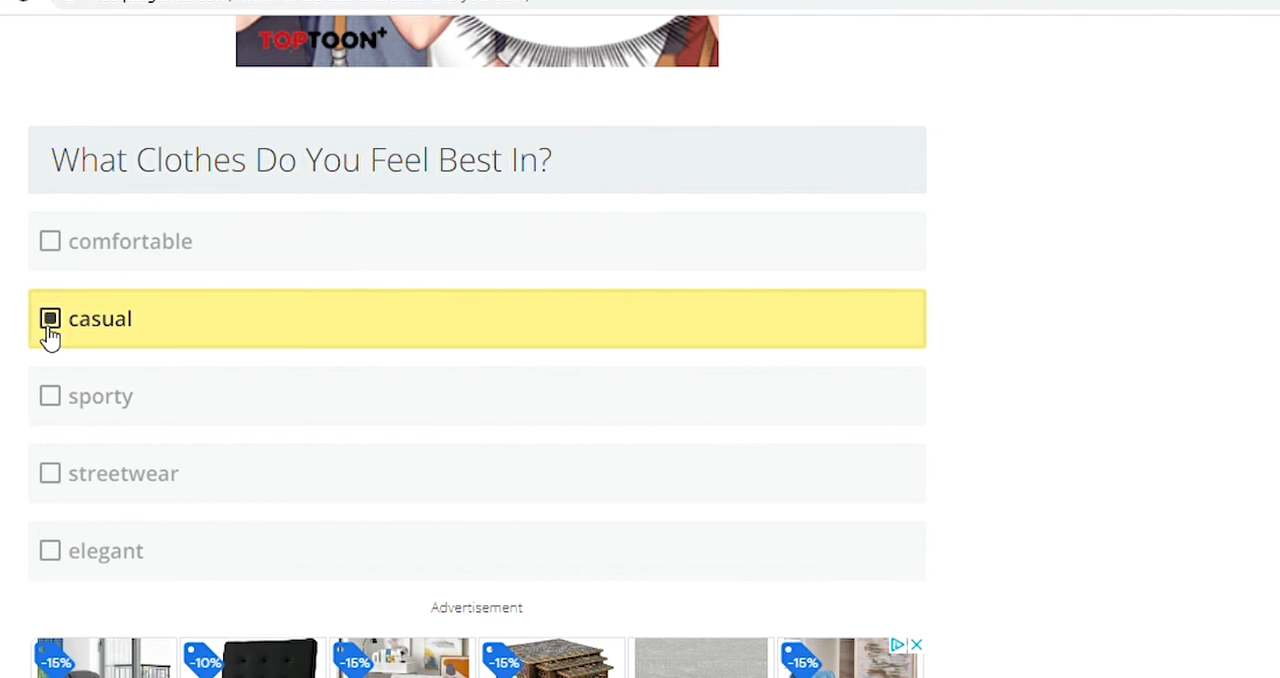 TOPTOON+
What Clothes Do You Feel Best In?
comfortable
casual
sporty
streetwear
elegant
Advertisement
-15%
-10%
-15%
-15%
-15%